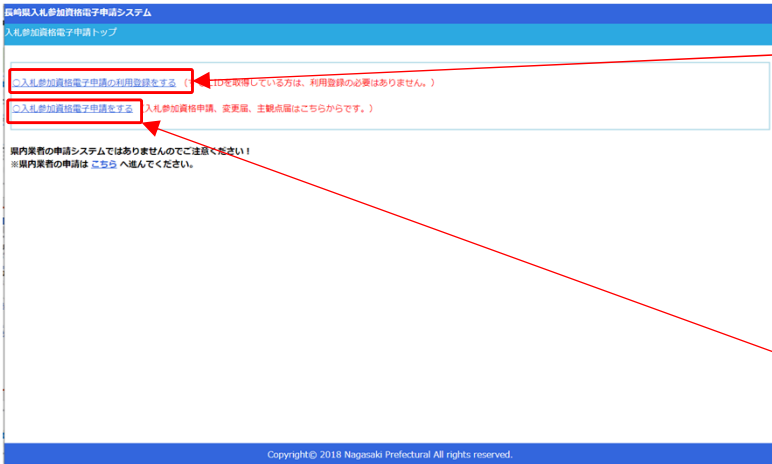 長崎県入札参加資格電子申請システム
入札参加資格電子申請トップ
○入札参加資格電子申請の利用登録をする IDを取得している方は、利用登録の必要はありません。）
○入札参加資格電子申請をする 入札参加資格申請、変更届、主観点届はこちらからです。）
県内業者の申請システムではありませんのでご注意ください！
※県内業者の申請は こちら へ進んでください。
Copyright© 2018 Nagasaki Prefectural All rights reserved.